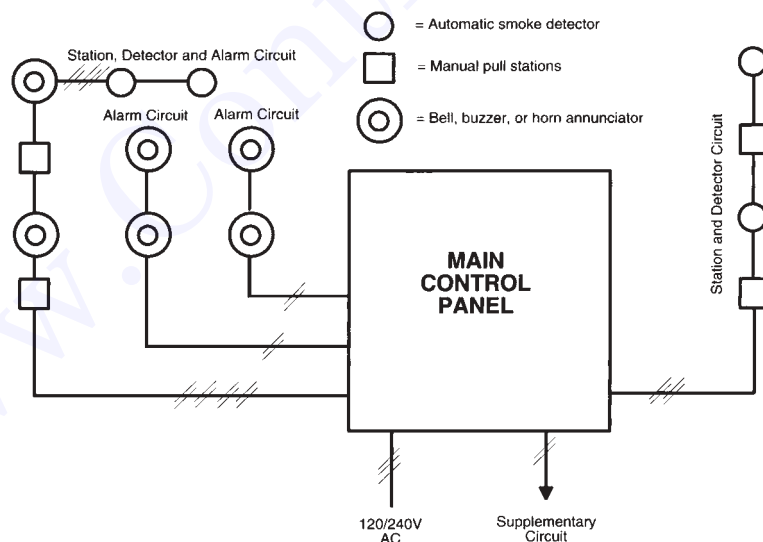 = Automatic smoke detector
Station, Detector and Alarm Circuit
= Manual pull stations
Alarm Circuit
Alarm Circuit
= Bell, buzzer, or horn annunciator
Station and Detector Circuit
MAIN
CONTROL
PANEL
120/240V
AC
Supplementary
Circuit